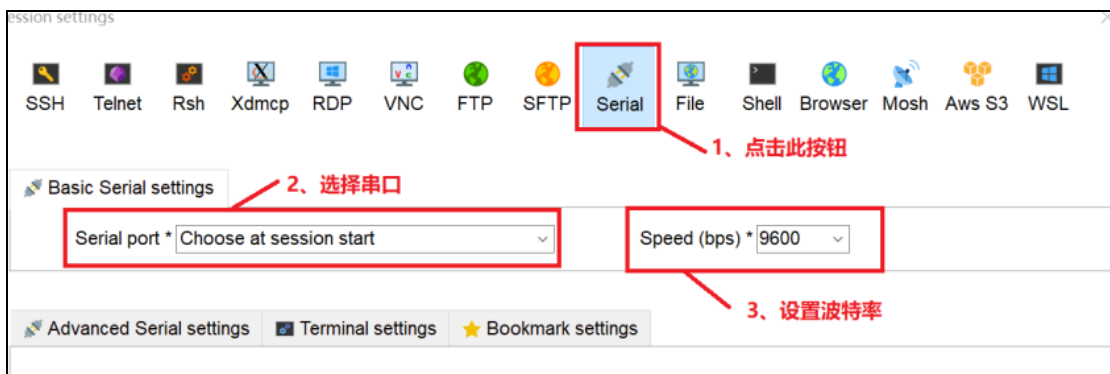 ession settings
SSH Telnet Rsh Xdmcp RDP VNC FTP SFTP Serial File Shell Browser Mosh Aws S3 WSL
1、点击此按钮
Basic Serial settings
2、选择串口
Serial port * Choose at session start Speed (bps) * 9600
3、设置波特率
Advanced Serial settings Terminal settings Bookmark settings